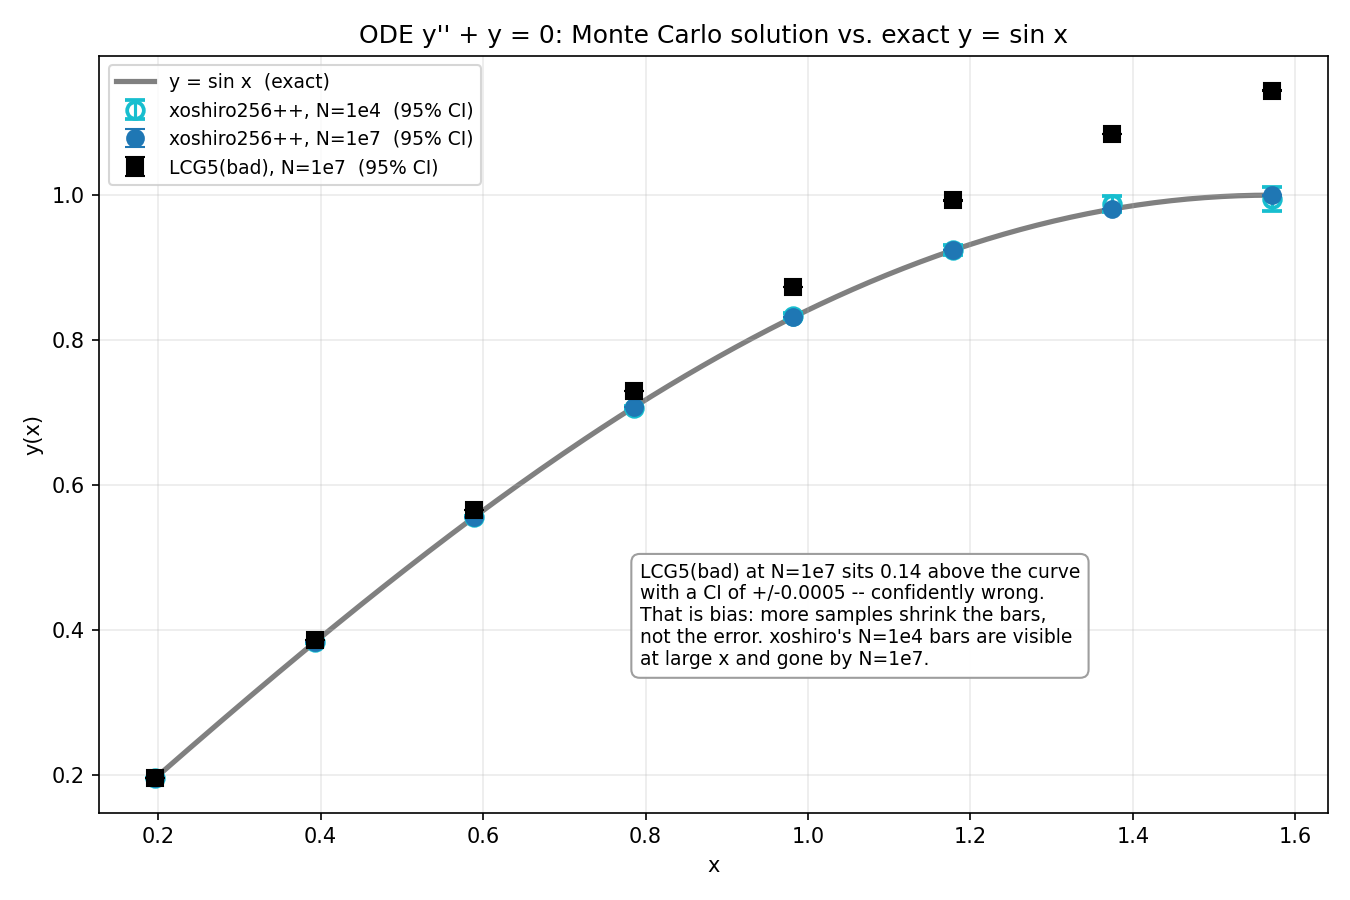 ODE y'' + y = 0: Monte Carlo solution vs. exact y = sin x
y = sin x  (exact)
xoshiro256++, N=1e4  (95% CI)
xoshiro256++, N=1e7  (95% CI)
LCG5(bad), N=1e7  (95% CI)
1.0
0.8
0.6
0.4
0.2
y(x)
LCG5(bad) at N=1e7 sits 0.14 above the curve
with a CI of +/-0.0005 -- confidently wrong.
That is bias: more samples shrink the bars,
not the error. xoshiro's N=1e4 bars are visible
at large x and gone by N=1e7.
0.2 0.4 0.6 0.8 1.0 1.2 1.4 1.6
x